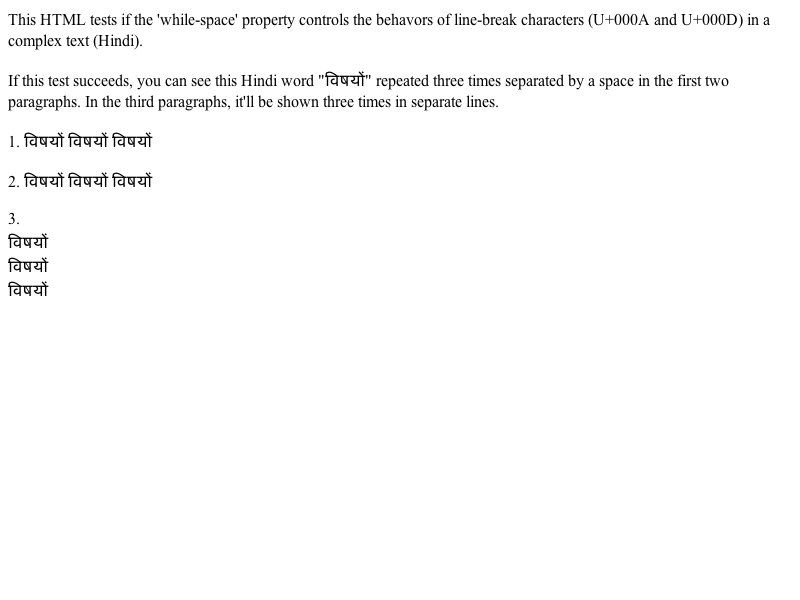 This HTML tests if the 'while-space' property controls the behavors of line-break characters (U+000A and U+000D) in a
complex text (Hindi).
If this test succeeds, you can see this Hindi word "विषयों" repeated three times separated by a space in the first two
paragraphs. In the third paragraphs, it'll be shown three times in separate lines.
1. विषयों विषयों विषयों
2. विषयों विषयों विषयों
3.
विषयों
विषयों
विषयों